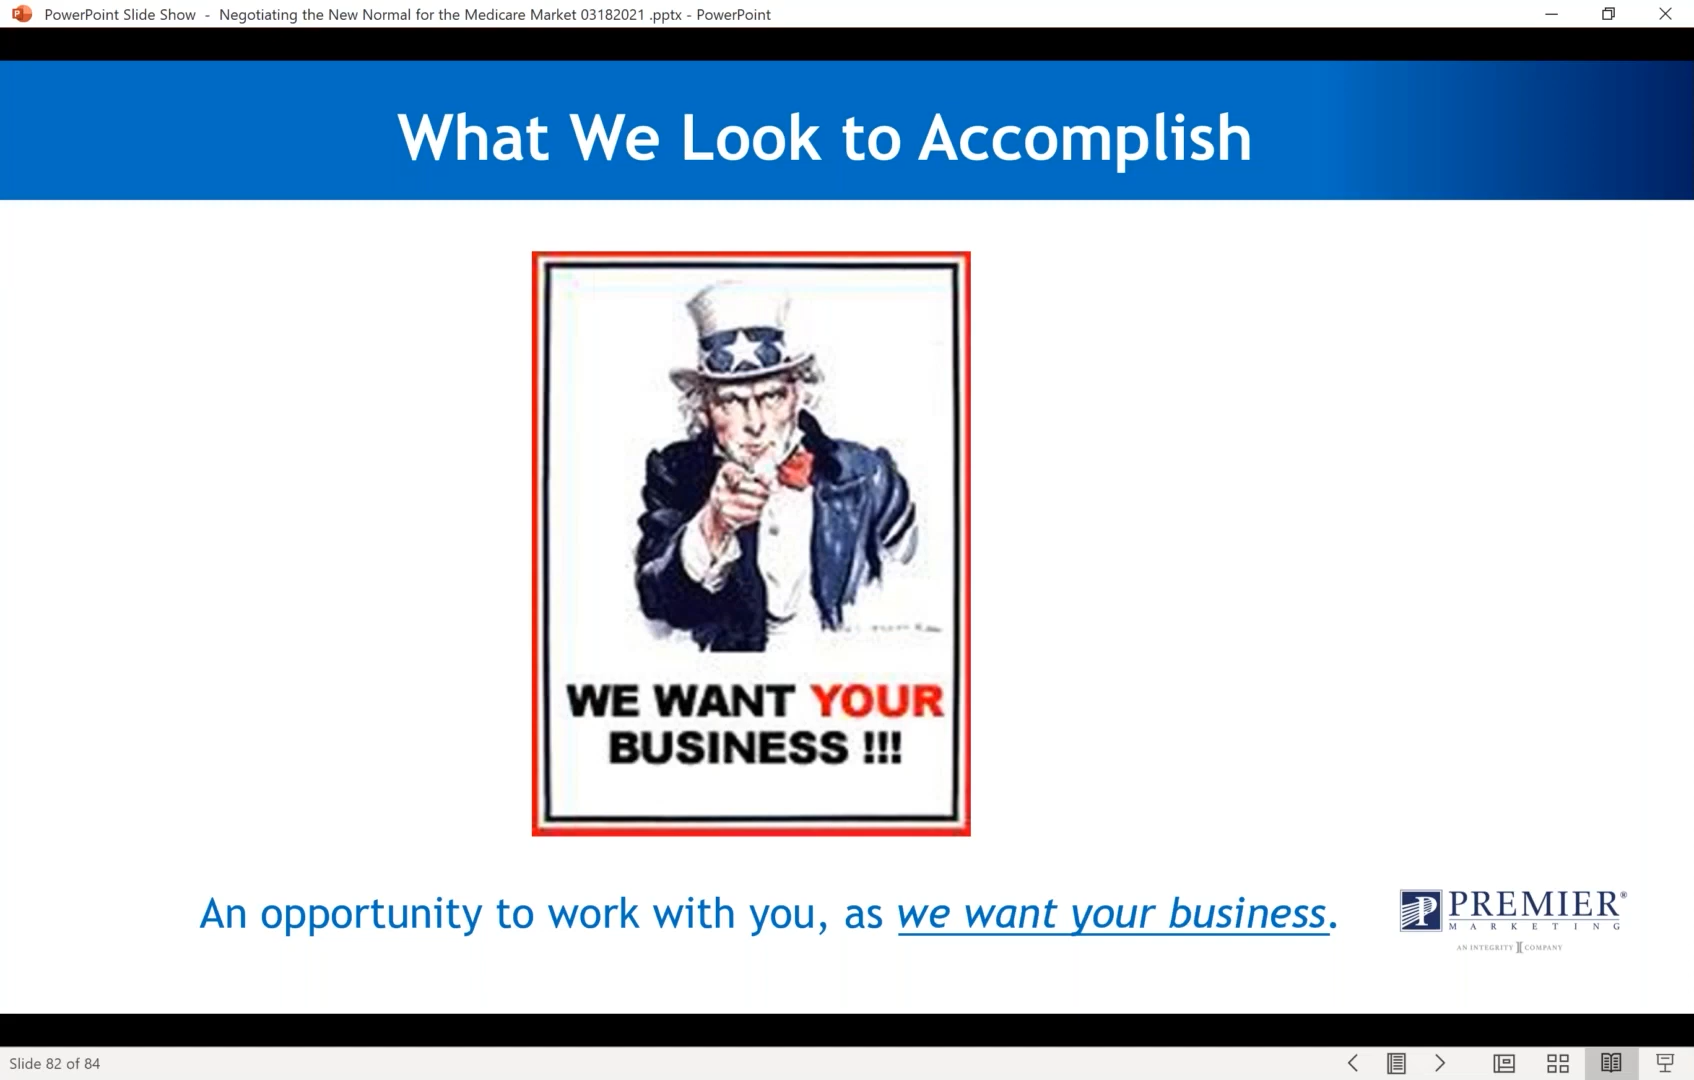 PowerPoint Slide Show - Negotiating the New Normal for the Medicare Market 03182021 .pptx - PowerPoint
What We Look to Accomplish
WE WANT YOUR
BUSINESS !!!
An opportunity to work with you, as we want your business.
PREMIER®
MARKETING
AN INTEGRITY COMPANY
Slide 82 of 84